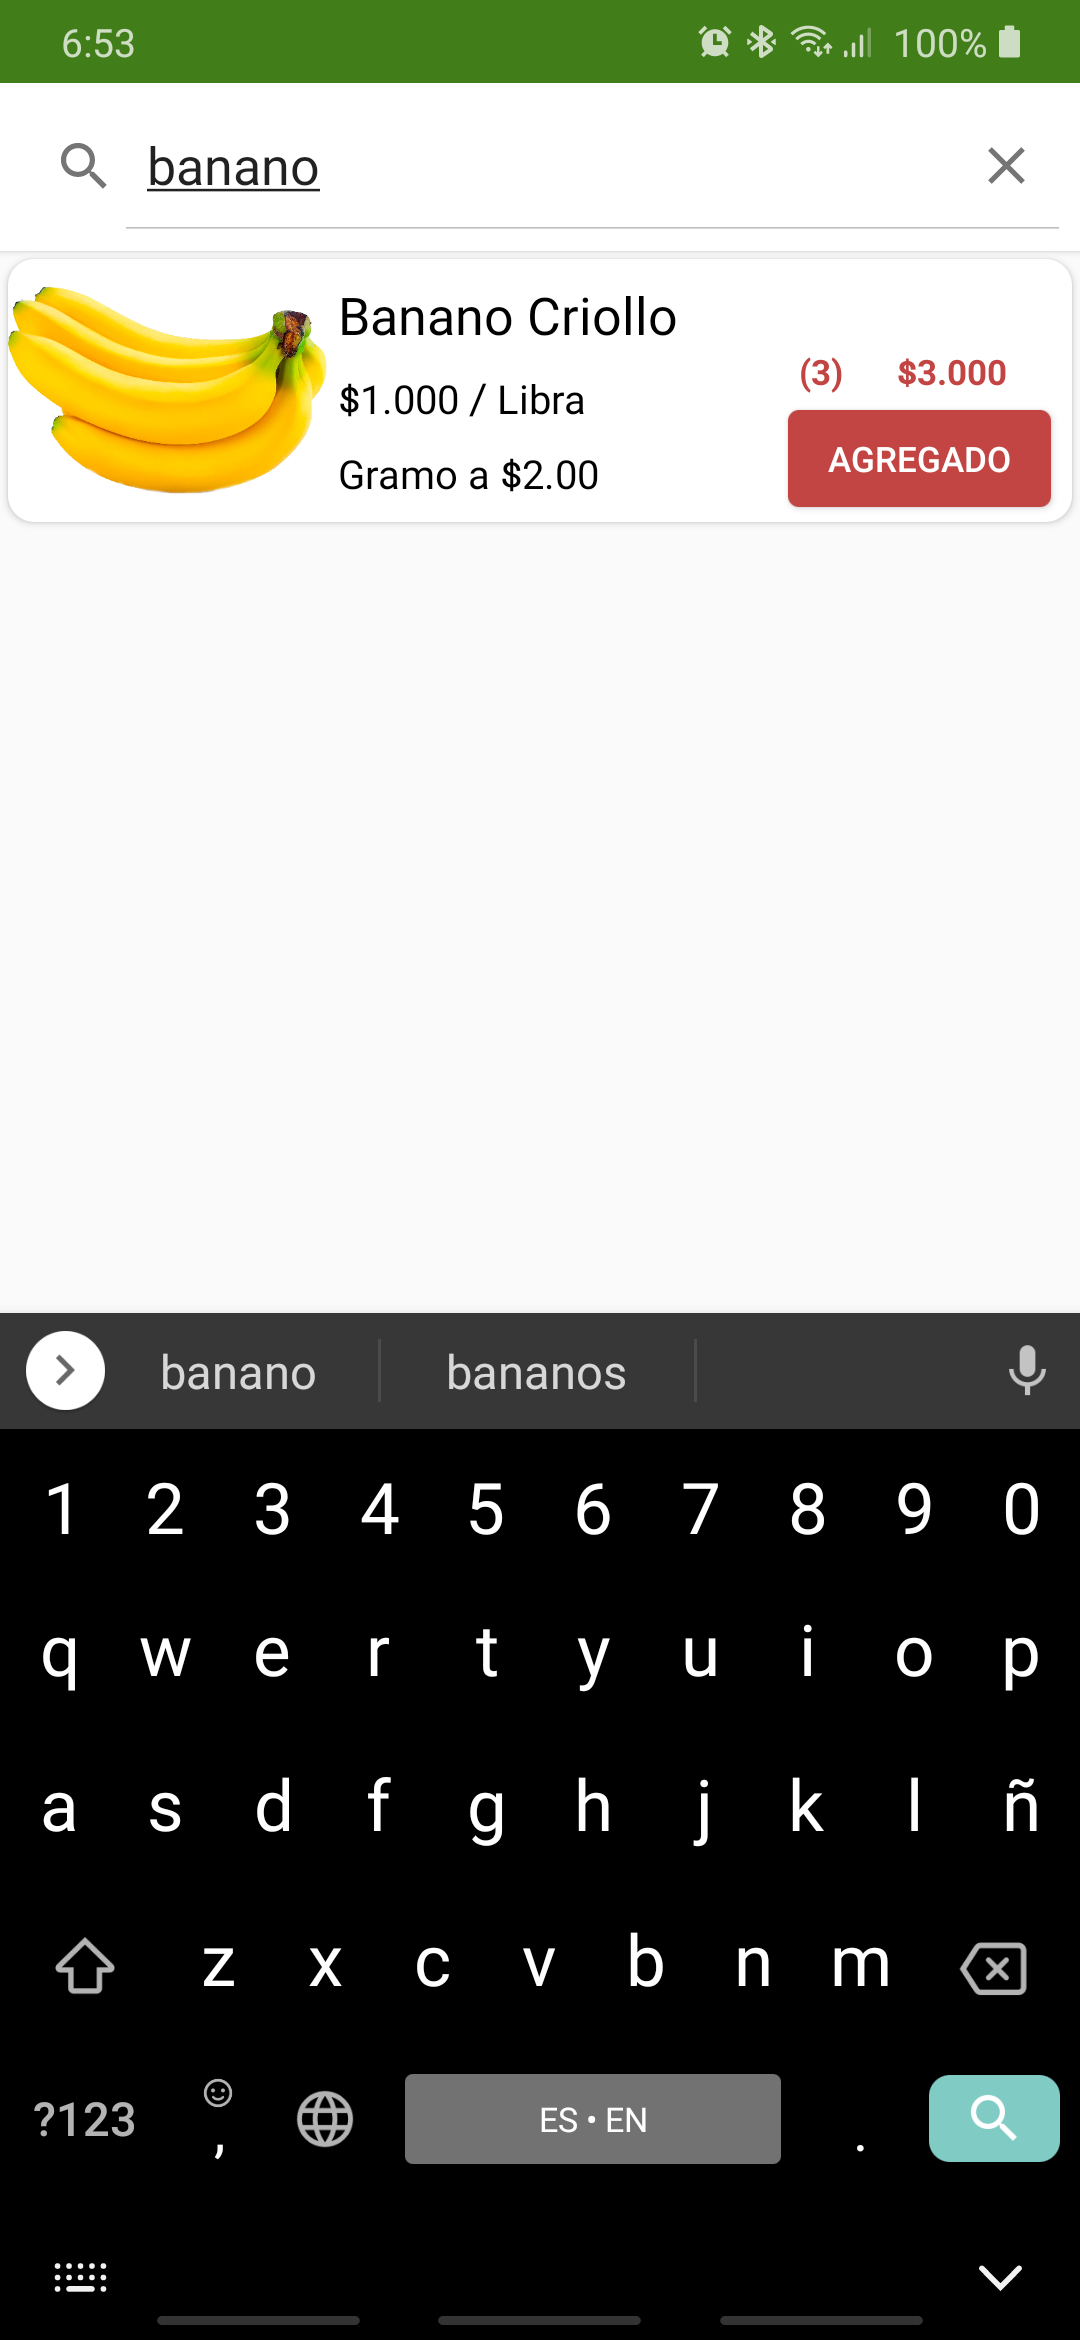 6:53 100%
banano
Banano Criollo
$1.000 / Libra
Gramo a $2.00
(3) $3.000
AGREGADO
banano bananos
1 2 3 4 5 6 7 8 9 0
q w e r t y u i o p
a s d f g h j k l ñ
z x c v b n m
?123 , ES • EN .